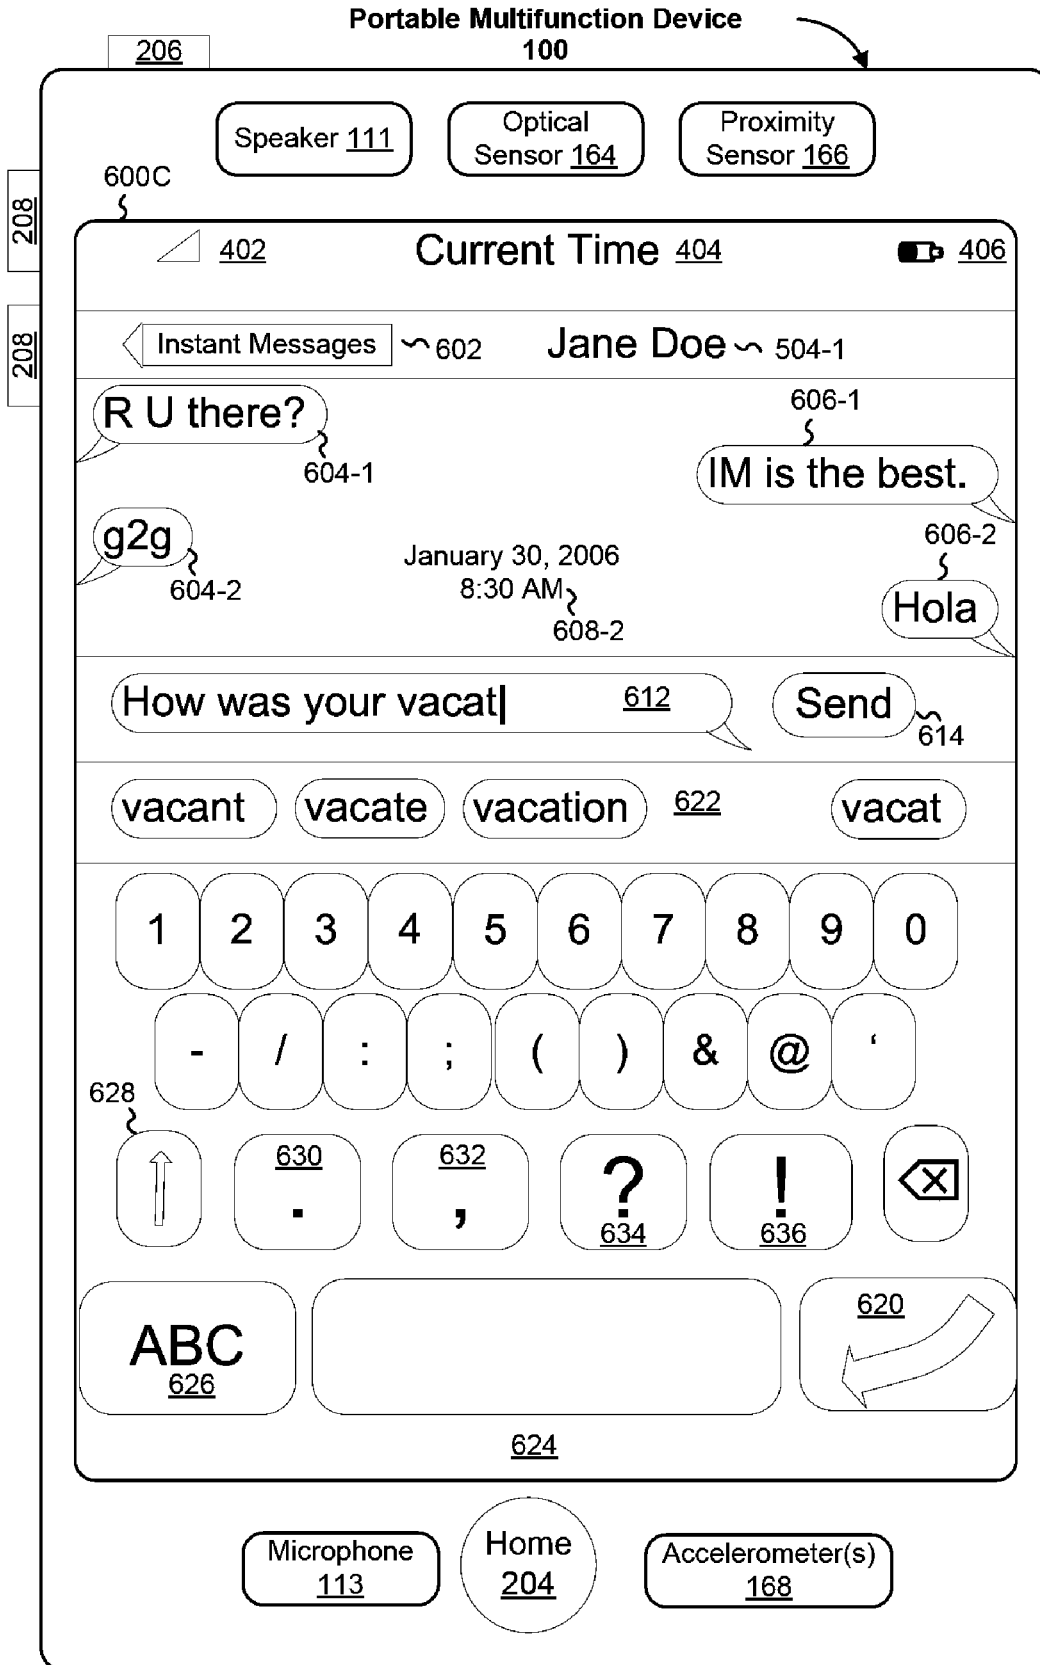 Portable Multifunction Device
100
206
Speaker 111
Optical
Sensor 164
Proximity
Sensor 166
600C
208
208
402
Current Time 404
406
Instant Messages
602
Jane Doe
504-1
R U there?
604-1
606-1
IM is the best.
g2g
604-2
January 30, 2006
8:30 AM
608-2
606-2
Hola
How was your vacat
612
Send
614
vacant
vacate
vacation
622
vacat
1 2 3 4 5 6 7 8 9 0
- / : ; ( ) & @ ‘
628
630
.
632
,
?
634
!
636
ABC
626
620
624
Microphone
113
Home
204
Accelerometer(s)
168